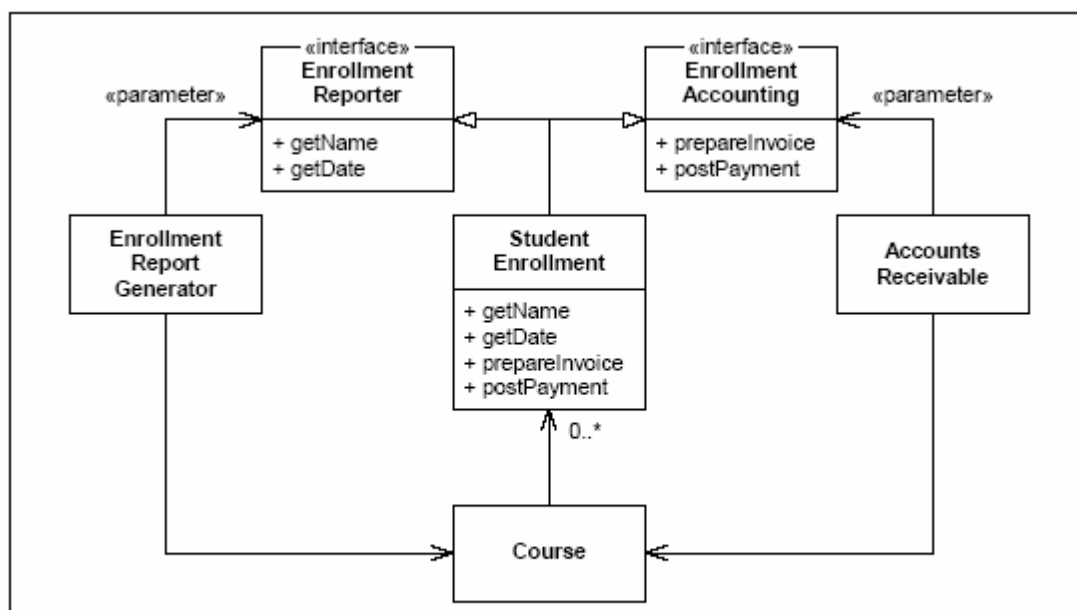 «interface»
Enrollment
Reporter
+ getName
+ getDate
«interface»
Enrollment
Accounting
+ prepareInvoice
+ postPayment
«parameter»
«parameter»
Enrollment
Report
Generator
Student
Enrollment
+ getName
+ getDate
+ prepareInvoice
+ postPayment
Accounts
Receivable
0..*
Course